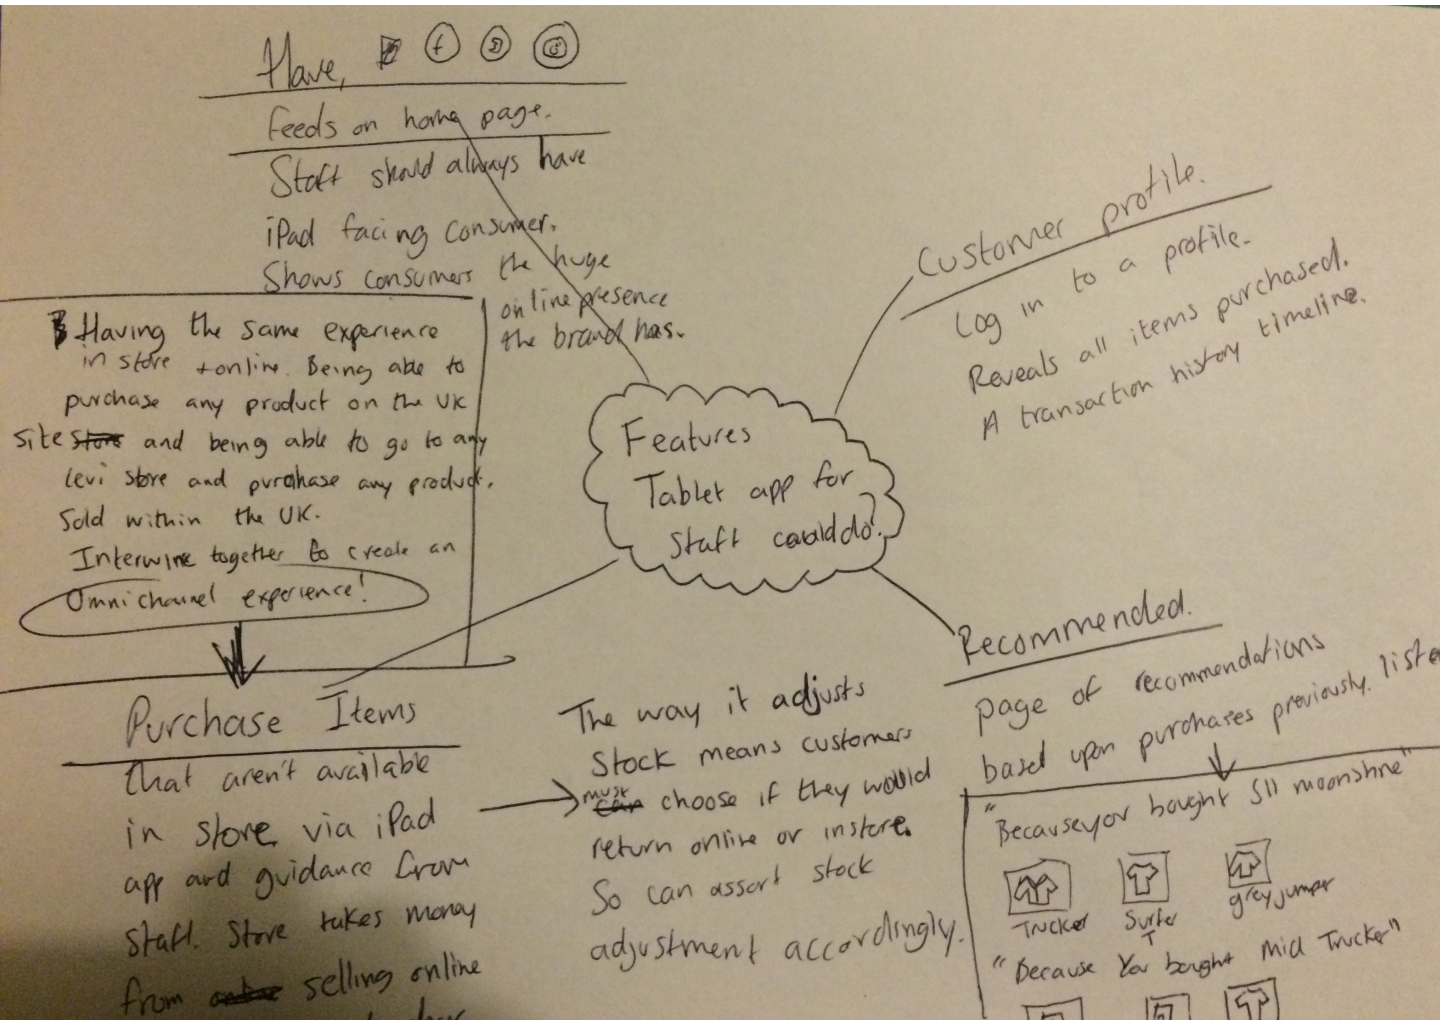 Have,
feeds on home page.
Staff should always have
iPad facing consumer.
Shows consumers the huge
online presence
the brand has.
Having the same experience
in store + online. Being able to
purchase any product on the UK
site store and being able to go to any
Levi store and purchase any product.
Sold within the UK.
Interwine together to create an
Omnichannel experience!
Purchase Items
that aren't available
in store via iPad
app and guidance from
staff. Store takes money
from selling online
The way it adjusts
Stock means customers
must can choose if they would
return online or instore.
So can assort stock
adjustment accordingly.
Features
Tablet app for
Staff could do?
Customer profile.
Log in to a profile.
Reveals all items purchased.
A transaction history timeline.
Recommended.
page of recommendations
based upon purchases previously.
"Because you bought 511 moonshine"
Trucker
Surfer
T
grey jumper
"Because You bought Mid Trucker"